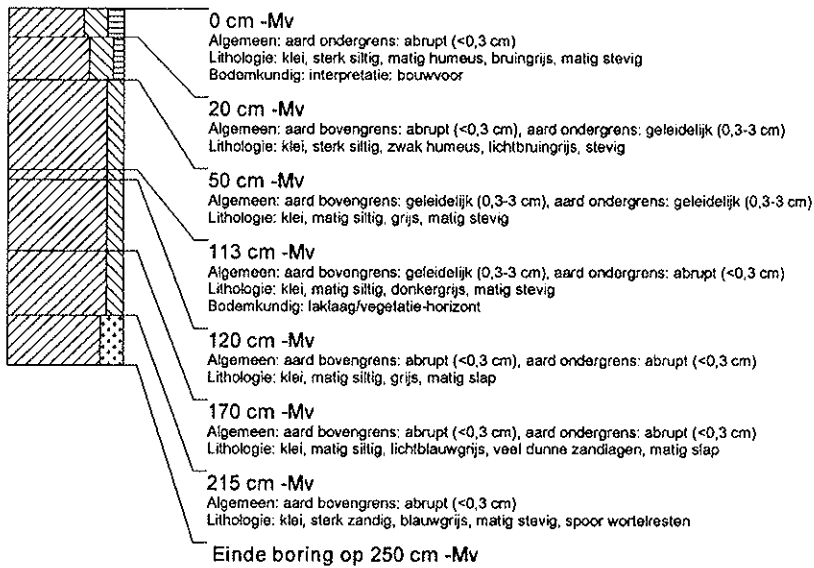 0 cm -Mv
Algemeen: aard ondergrens: abrupt (<0,3 cm)
Lithologie: klei, sterk siltig, matig humeus, bruingrijs, matig stevig
Bodemkundig: interpretatie: bouwvoor
20 cm -Mv
Algemeen: aard bovengrens: abrupt (<0,3 cm), aard ondergrens: geleidelijk (0,3-3 cm)
Lithologie: klei, sterk siltig, zwak humeus, lichtbruingrijs, stevig
50 cm -Mv
Algemeen: aard bovengrens: geleidelijk (0,3-3 cm), aard ondergrens: geleidelijk (0,3-3 cm)
Lithologie: klei, matig siltig, grijs, matig stevig
113 cm -Mv
Algemeen: aard bovengrens: geleidelijk (0,3-3 cm), aard ondergrens: abrupt (<0,3 cm)
Lithologie: klei, matig siltig, donkergrijs, matig stevig
Bodemkundig: laklaag/vegetatie-horizont
120 cm -Mv
Algemeen: aard bovengrens: abrupt (<0,3 cm), aard ondergrens: abrupt (<0,3 cm)
Lithologie: klei, matig siltig, grijs, matig slap
170 cm -Mv
Algemeen: aard bovengrens: abrupt (<0,3 cm), aard ondergrens: abrupt (<0,3 cm)
Lithologie: klei, matig siltig, lichtblauwgrijs, veel dunne zandlagen, matig slap
215 cm -Mv
Algemeen: aard bovengrens: abrupt (<0,3 cm)
Lithologie: klei, sterk zandig, blauwgrijs, matig stevig, spoor wortelresten
Einde boring op 250 cm -Mv